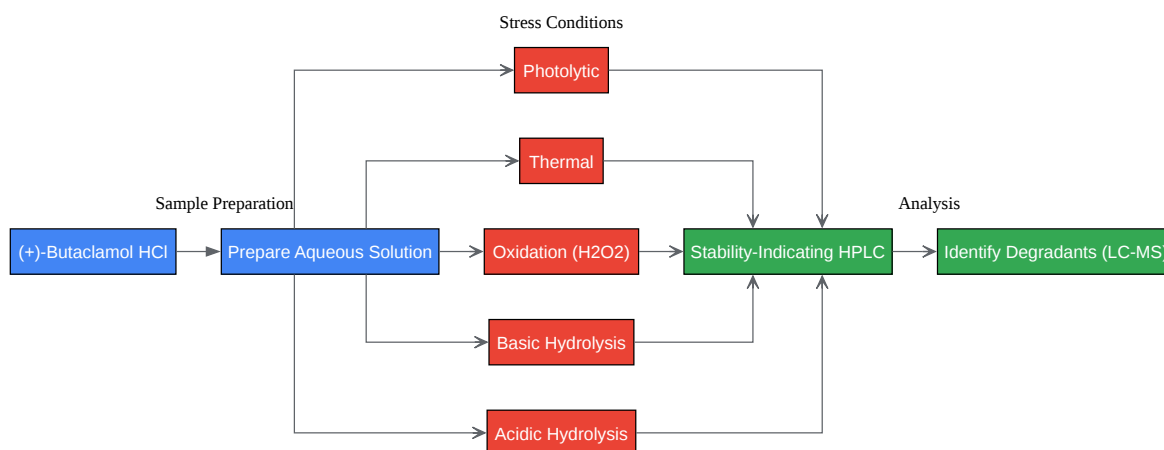 Stress Conditions
Photolytic
Thermal
Sample Preparation
Analysis
(+)-Butaclamol HCl
Prepare Aqueous Solution
Oxidation (H2O2)
Stability-Indicating HPLC
Identify Degradants (LC-MS)
Basic Hydrolysis
Acidic Hydrolysis